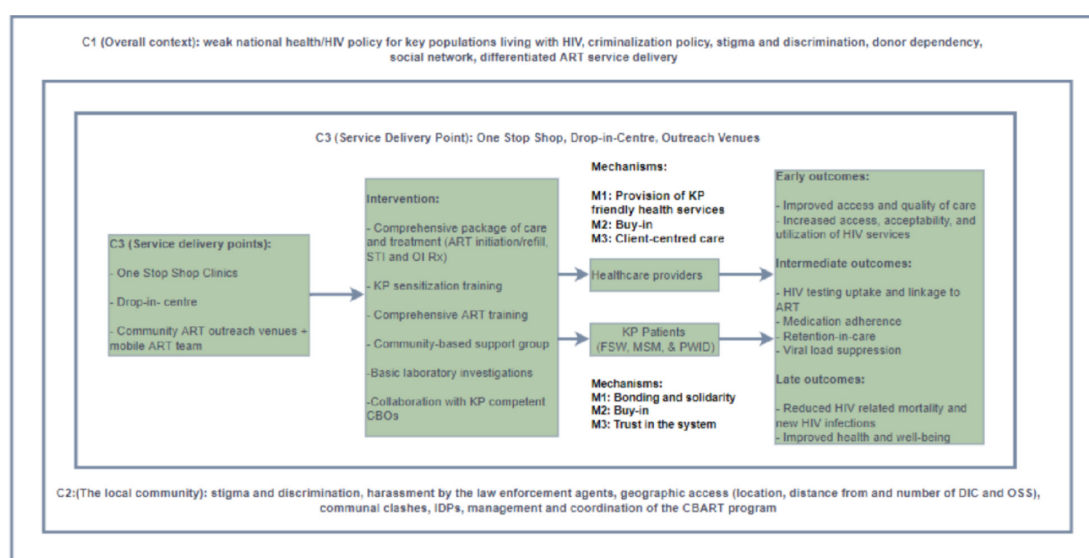 C1 (Overall context): weak national health/HIV policy for key populations living with HIV, criminalization policy, stigma and discrimination, donor dependency,
social network, differentiated ART service delivery
C3 (Service Delivery Point): One Stop Shop, Drop-in-Centre, Outreach Venues
C3 (Service delivery points):
- One Stop Shop Clinics
- Drop-in- centre
- Community ART outreach venues +
mobile ART team
Intervention:
- Comprehensive package of care
and treatment (ART initiation/refill,
STI and OI Rx)
- KP sensitization training
- Comprehensive ART training
- Community-based support group
-Basic laboratory investigations
-Collaboration with KP competent
CBOs
Mechanisms:
M1: Provision of KP
friendly health services
M2: Buy-in
M3: Client-centred care
Healthcare providers
KP Patients
(FSW, MSM, & PWID)
Mechanisms:
M1: Bonding and solidarity
M2: Buy-in
M3: Trust in the system
Early outcomes:
- Improved access and quality of care
- Increased access, acceptability, and
utilization of HIV services
Intermediate outcomes:
- HIV testing uptake and linkage to
ART
- Medication adherence
- Retention-in-care
- Viral load suppression
Late outcomes:
- Reduced HIV related mortality and
new HIV infections
- Improved health and well-being
C2:(The local community): stigma and discrimination, harassment by the law enforcement agents, geographic access (location, distance from and number of DIC and OSS),
communal clashes, IDPs, management and coordination of the CBART program